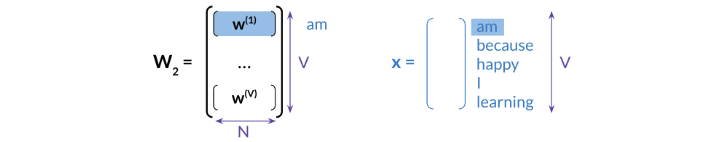 W₂ =
w⁽¹⁾
...
w⁽ⱽ⁾
am
V
N
x =
am
because
happy
I
learning
V